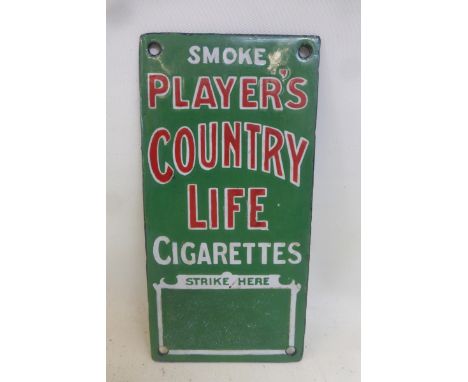 SMOKE
PLAYER'S
COUNTRY
LIFE
CIGARETTES
STRIKE HERE